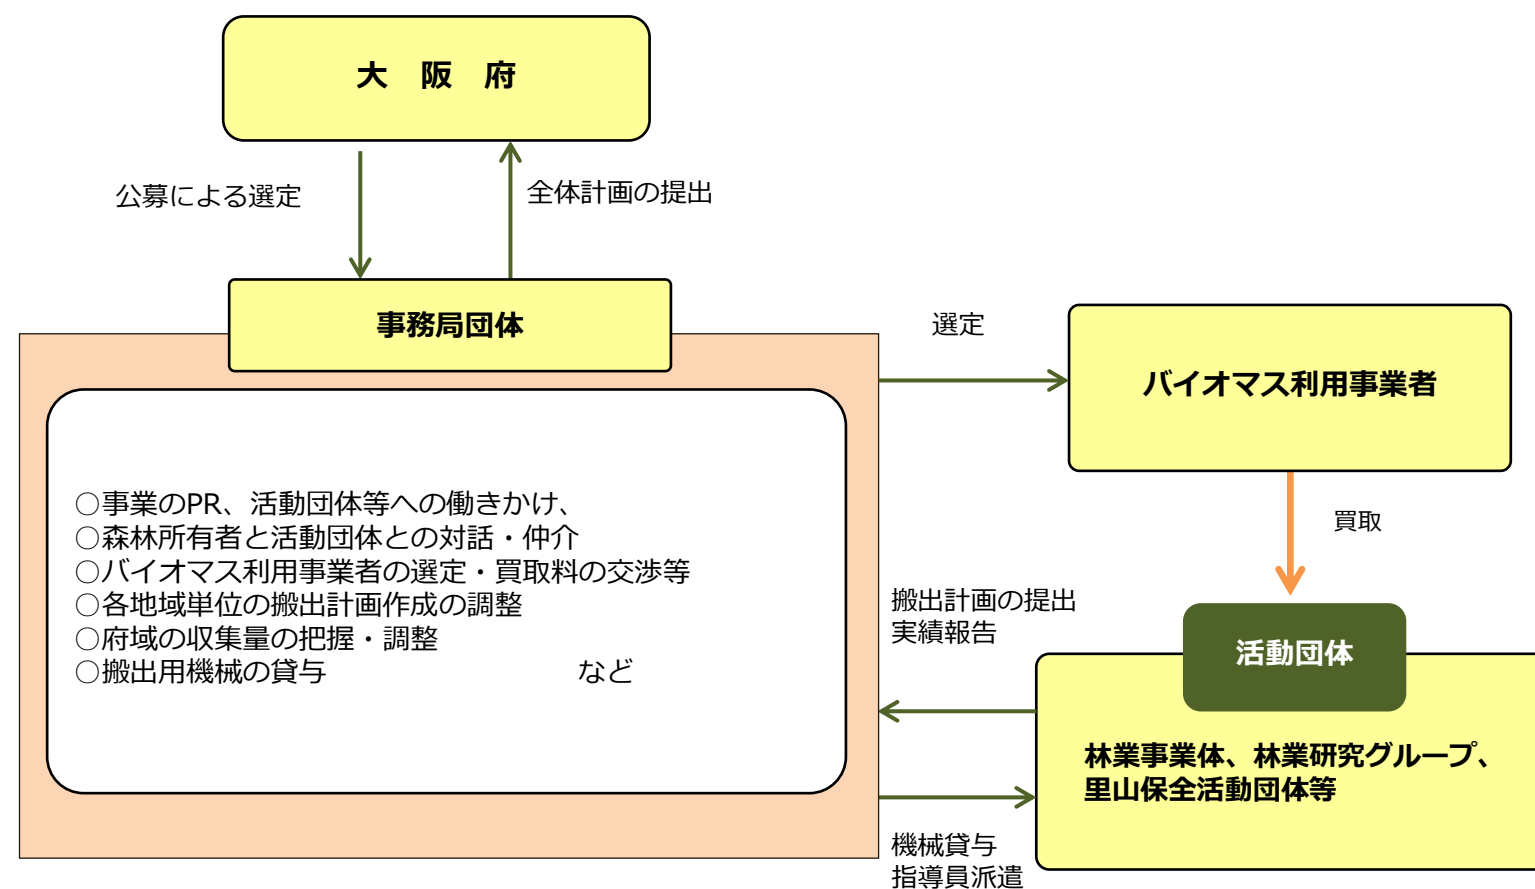 大　阪　府
公募による選定
全体計画の提出
事務局団体
○事業のPR、活動団体等への働きかけ、
○森林所有者と活動団体との対話・仲介
○バイオマス利用事業者の選定・買取料の交渉等
○各地域単位の搬出計画作成の調整
○府域の収集量の把握・調整
○搬出用機械の貸与　　　　　　　　　など
選定
バイオマス利用事業者
買取
搬出計画の提出
実績報告
活動団体
林業事業体、林業研究グループ、
里山保全活動団体等
機械貸与
指導員派遣